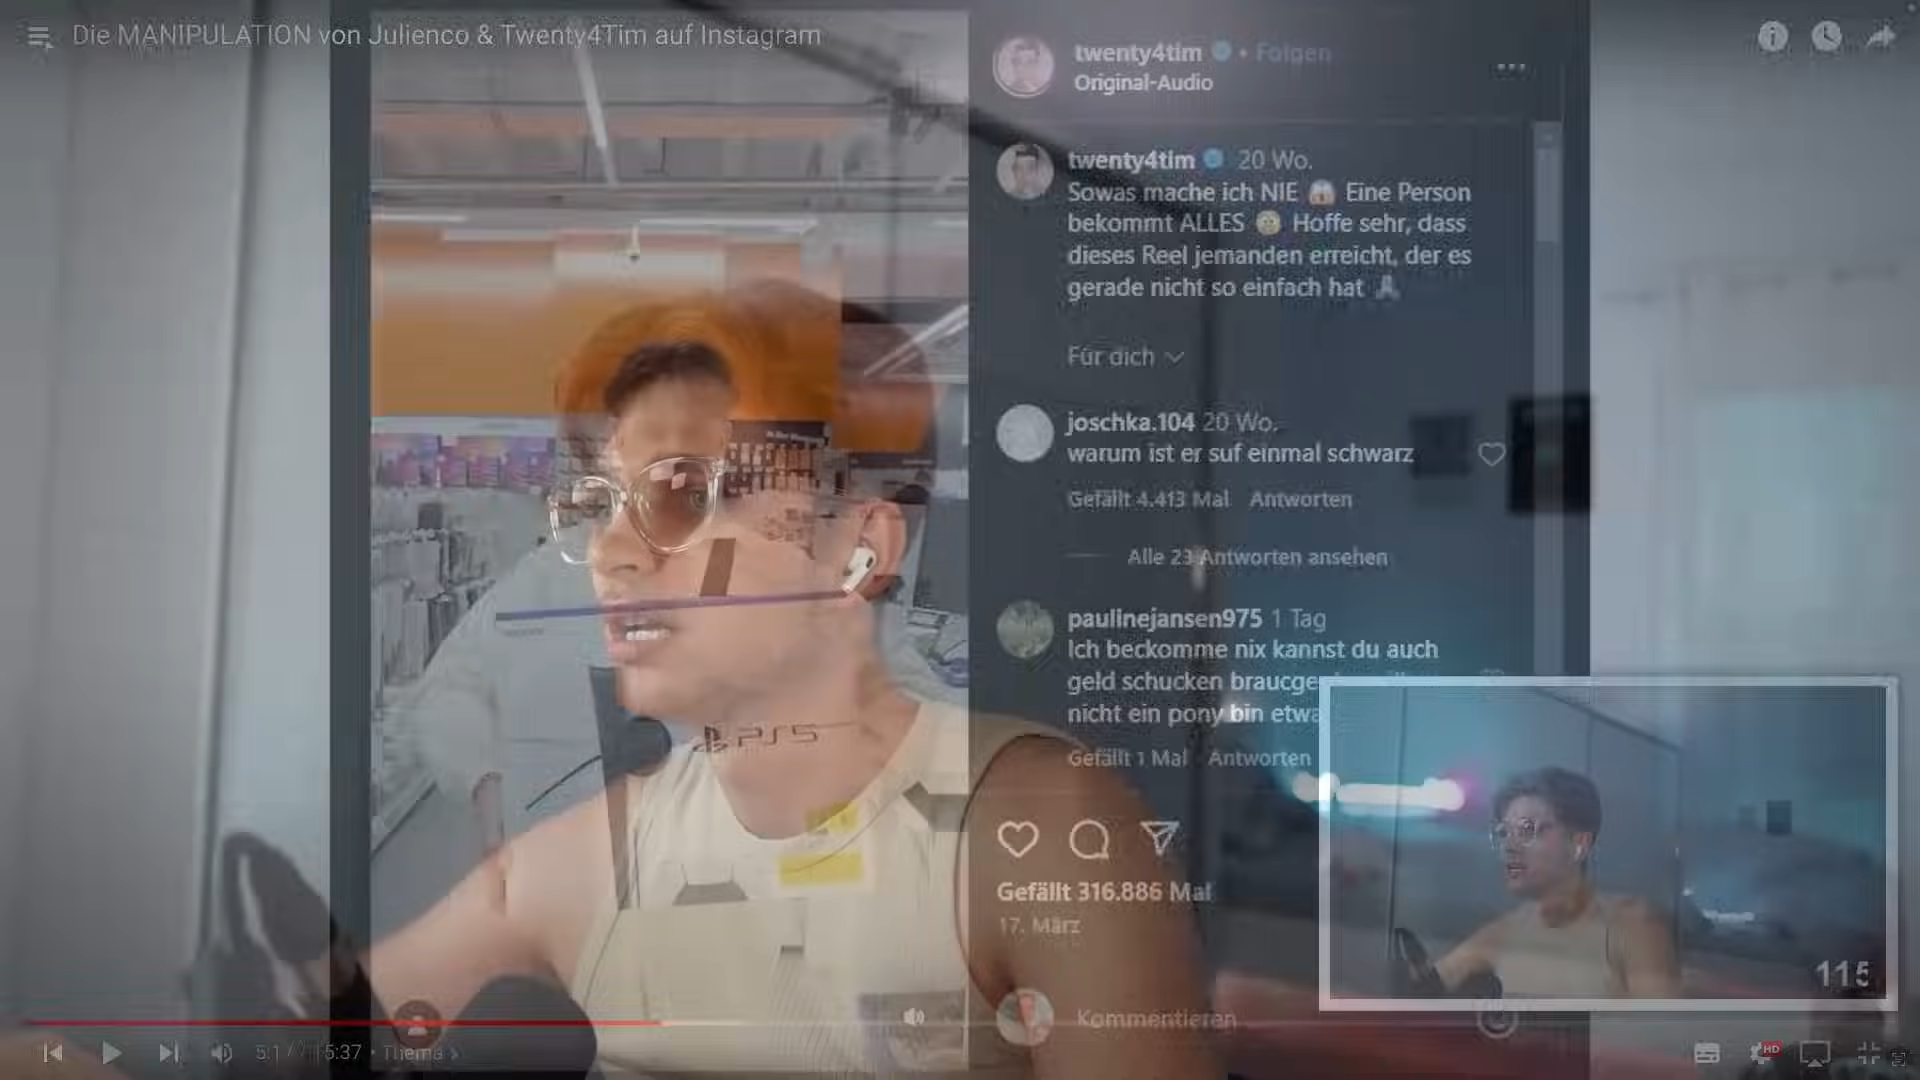 Die MANIPULATION von Julienco & Twenty4Tim auf Instagram
twenty4tim • Folgen
Original-Audio
twenty4tim 20 Wo.
Sowas mache ich NIE 😱 Eine Person
bekommt ALLES 🥺 Hoffe sehr, dass
dieses Reel jemanden erreicht, der es
gerade nicht so einfach hat 🙏
Für dich
joschka.104 20 Wo.
warum ist er suf einmal schwarz
Gefällt 4.413 Mal Antworten
Alle 23 Antworten ansehen
paulinejansen975 1 Tag
Ich beckomme nix kannst du auch
geld schucken
nicht ein pony bin
Gefällt 1 Mal Antworten
PS5
Gefällt 316.886 Mal
17. März
Kommentieren
115
15:37 • Thema
HD